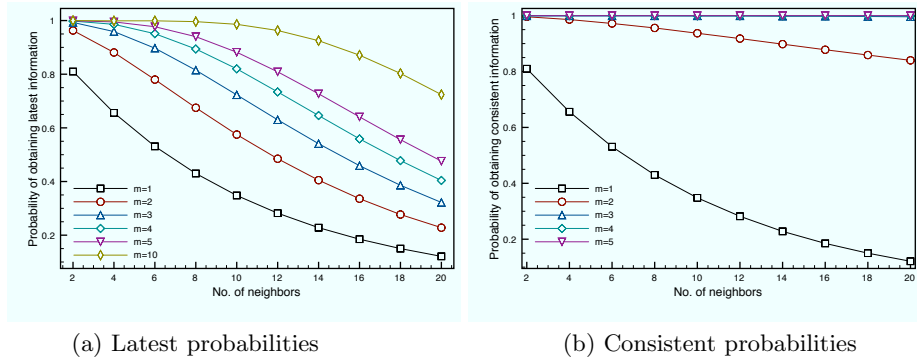 Probability of obtaining latest information
1
0.8
0.6
0.4
0.2
m=1
m=2
m=3
m=4
m=5
m=10
2 4 6 8 10 12 14 16 18 20
No. of neighbors
(a) Latest probabilities
Probability of obtaining consistent information
1
0.8
0.6
0.4
0.2
m=1
m=2
m=3
m=4
m=5
2 4 6 8 10 12 14 16 18 20
No. of neighbors
(b) Consistent probabilities